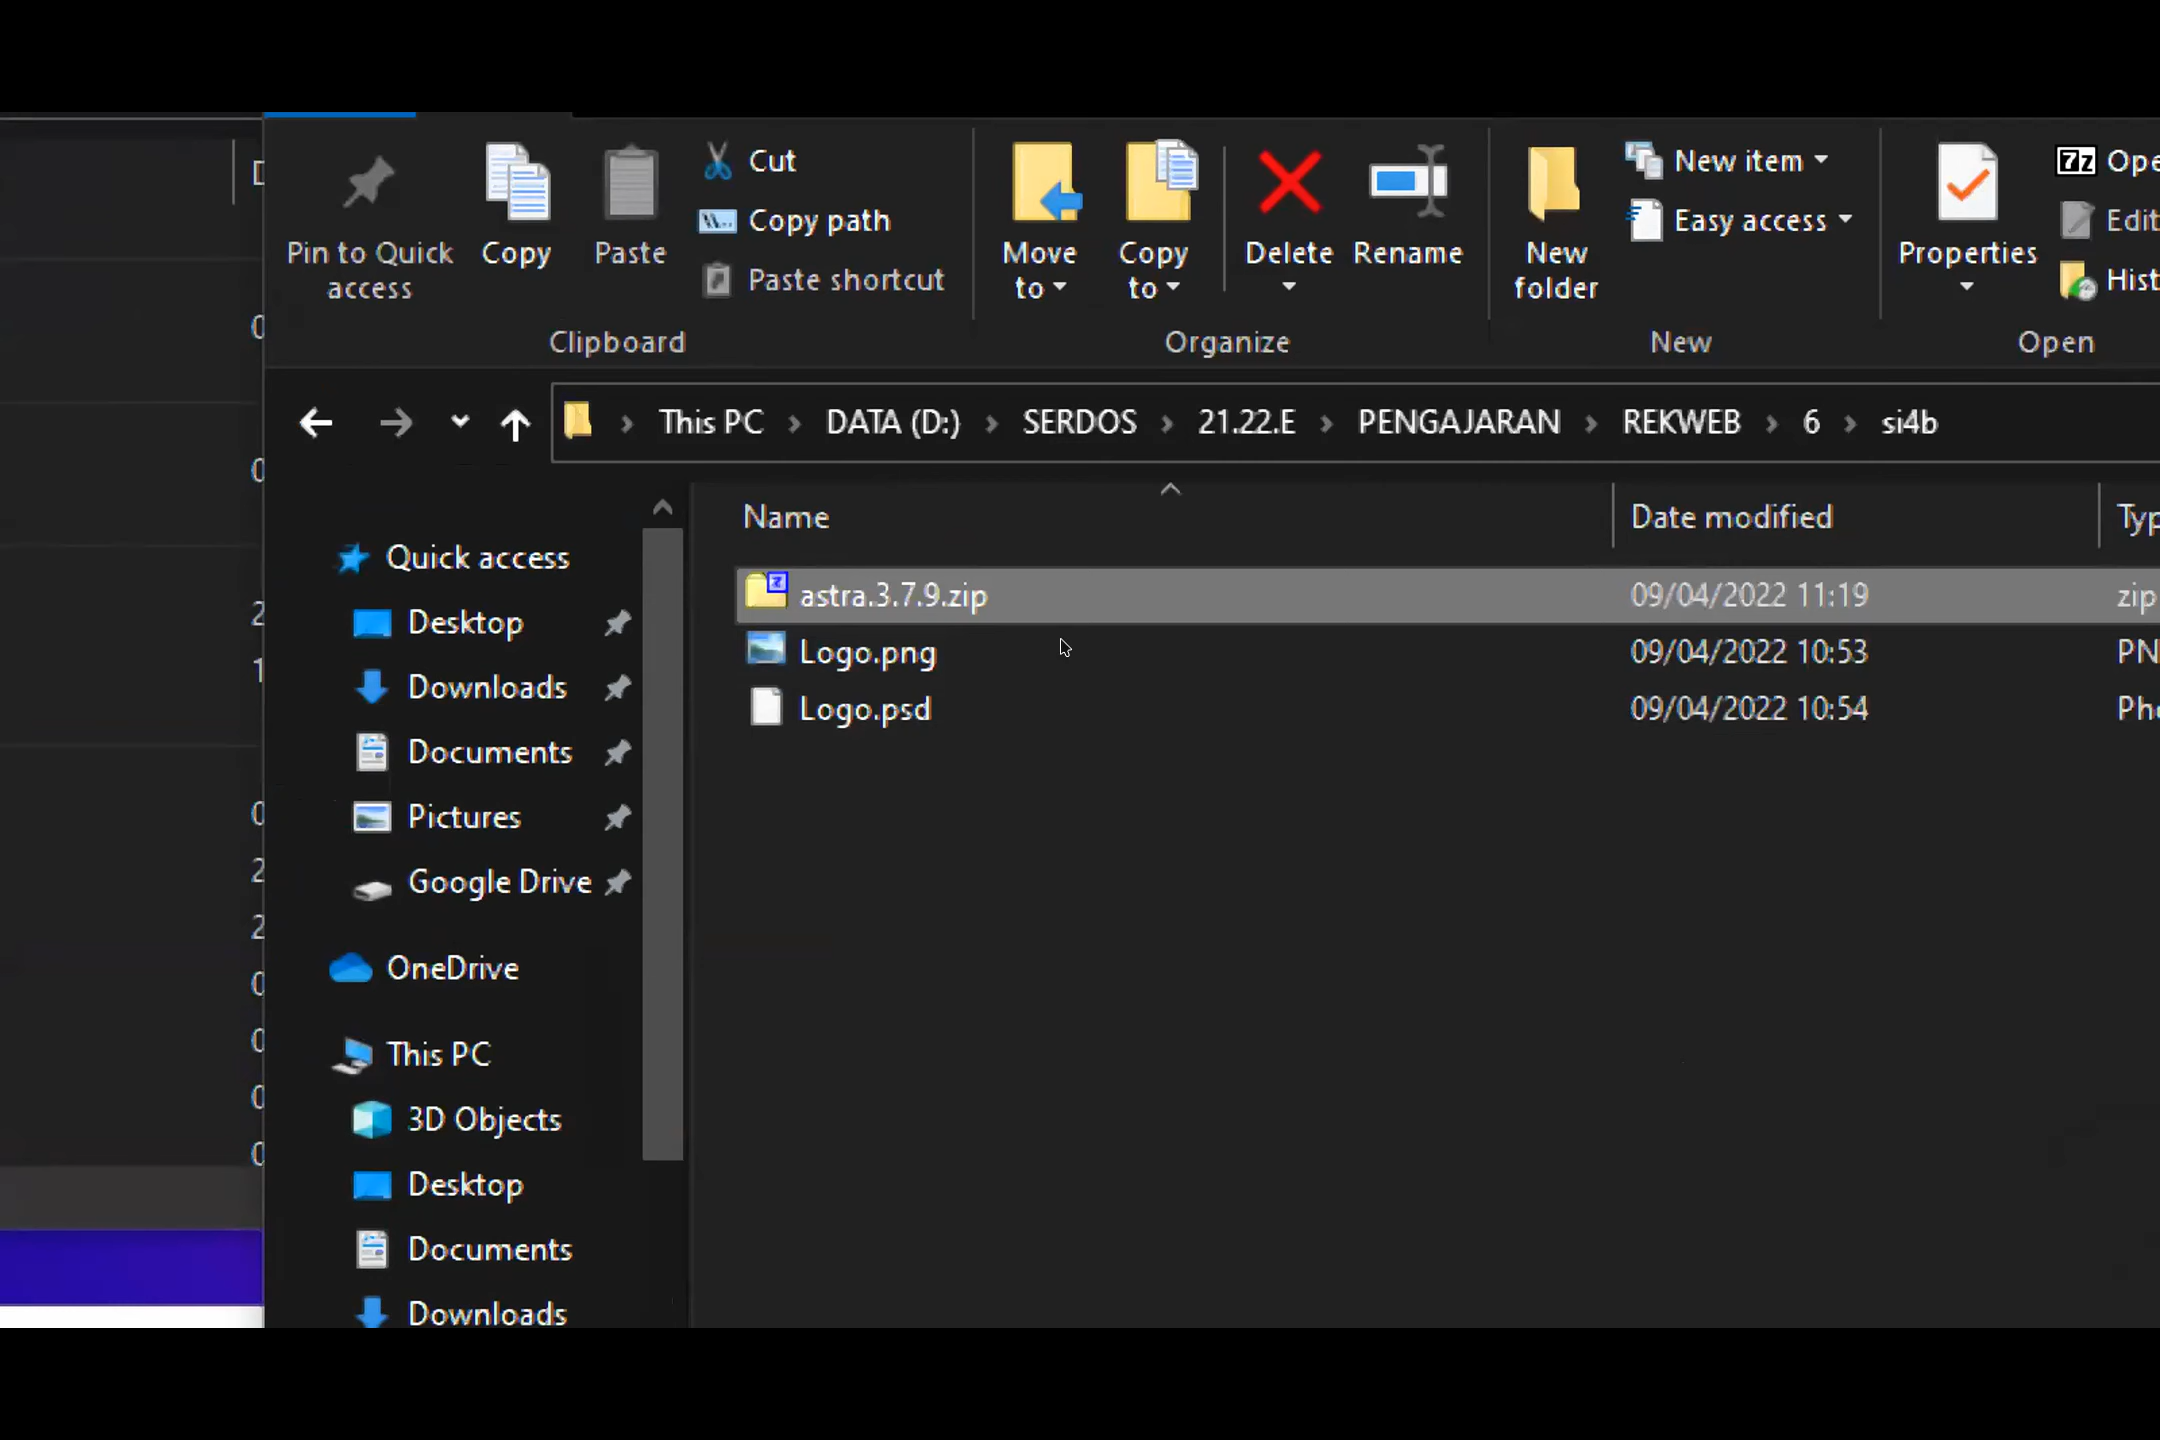 Pin to Quick access
Copy
Paste
Cut
Copy path
Paste shortcut
Clipboard
Move to
Copy to
Delete
Rename
Organize
New folder
New item
Easy access
New
Properties
Open
This PC
DATA (D:)
SERDOS
21.22.E
PENGAJARAN
REKWEB
6
si4b
Name
Date modified
astra.3.7.9.zip
09/04/2022 11:19
zip
Logo.png
09/04/2022 10:53
PN
Logo.psd
09/04/2022 10:54
Quick access
Desktop
Downloads
Documents
Pictures
Google Drive
OneDrive
This PC
3D Objects
Desktop
Documents
Downloads